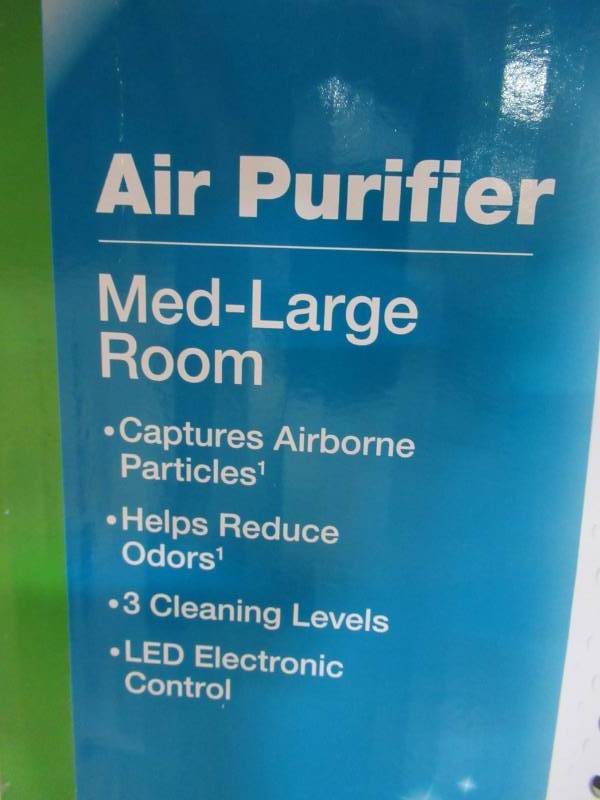 Air Purifier
Med-Large
Room
•Captures Airborne
Particles¹
•Helps Reduce
Odors¹
•3 Cleaning Levels
•LED Electronic
Control